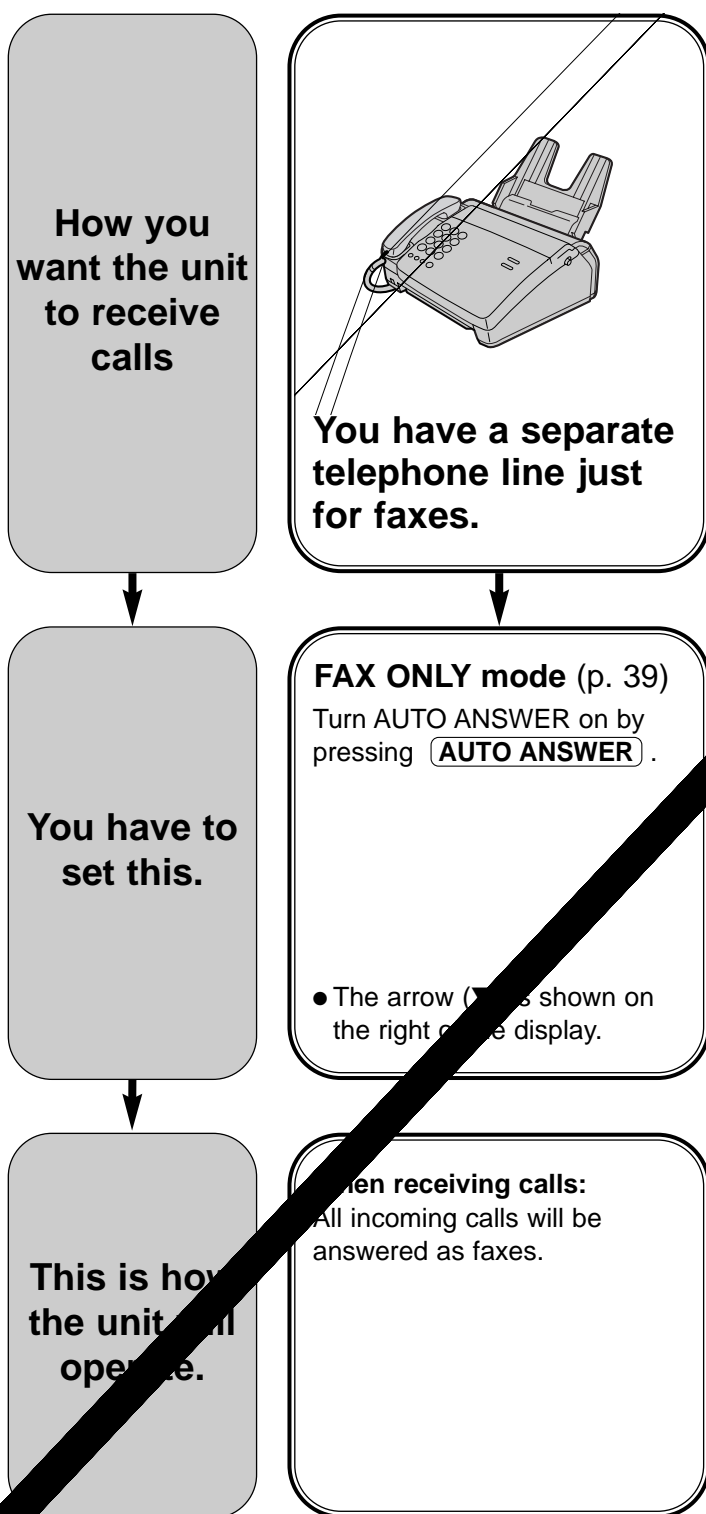 How you
want the unit
to receive
calls
You have a separate
telephone line just
for faxes.
You have to
set this.
FAX ONLY mode (p. 39)
Turn AUTO ANSWER on by
pressing AUTO ANSWER .
● The arrow ( shown on
the right display.
This is
the unit
receiving calls:
All incoming calls will be
answered as faxes.